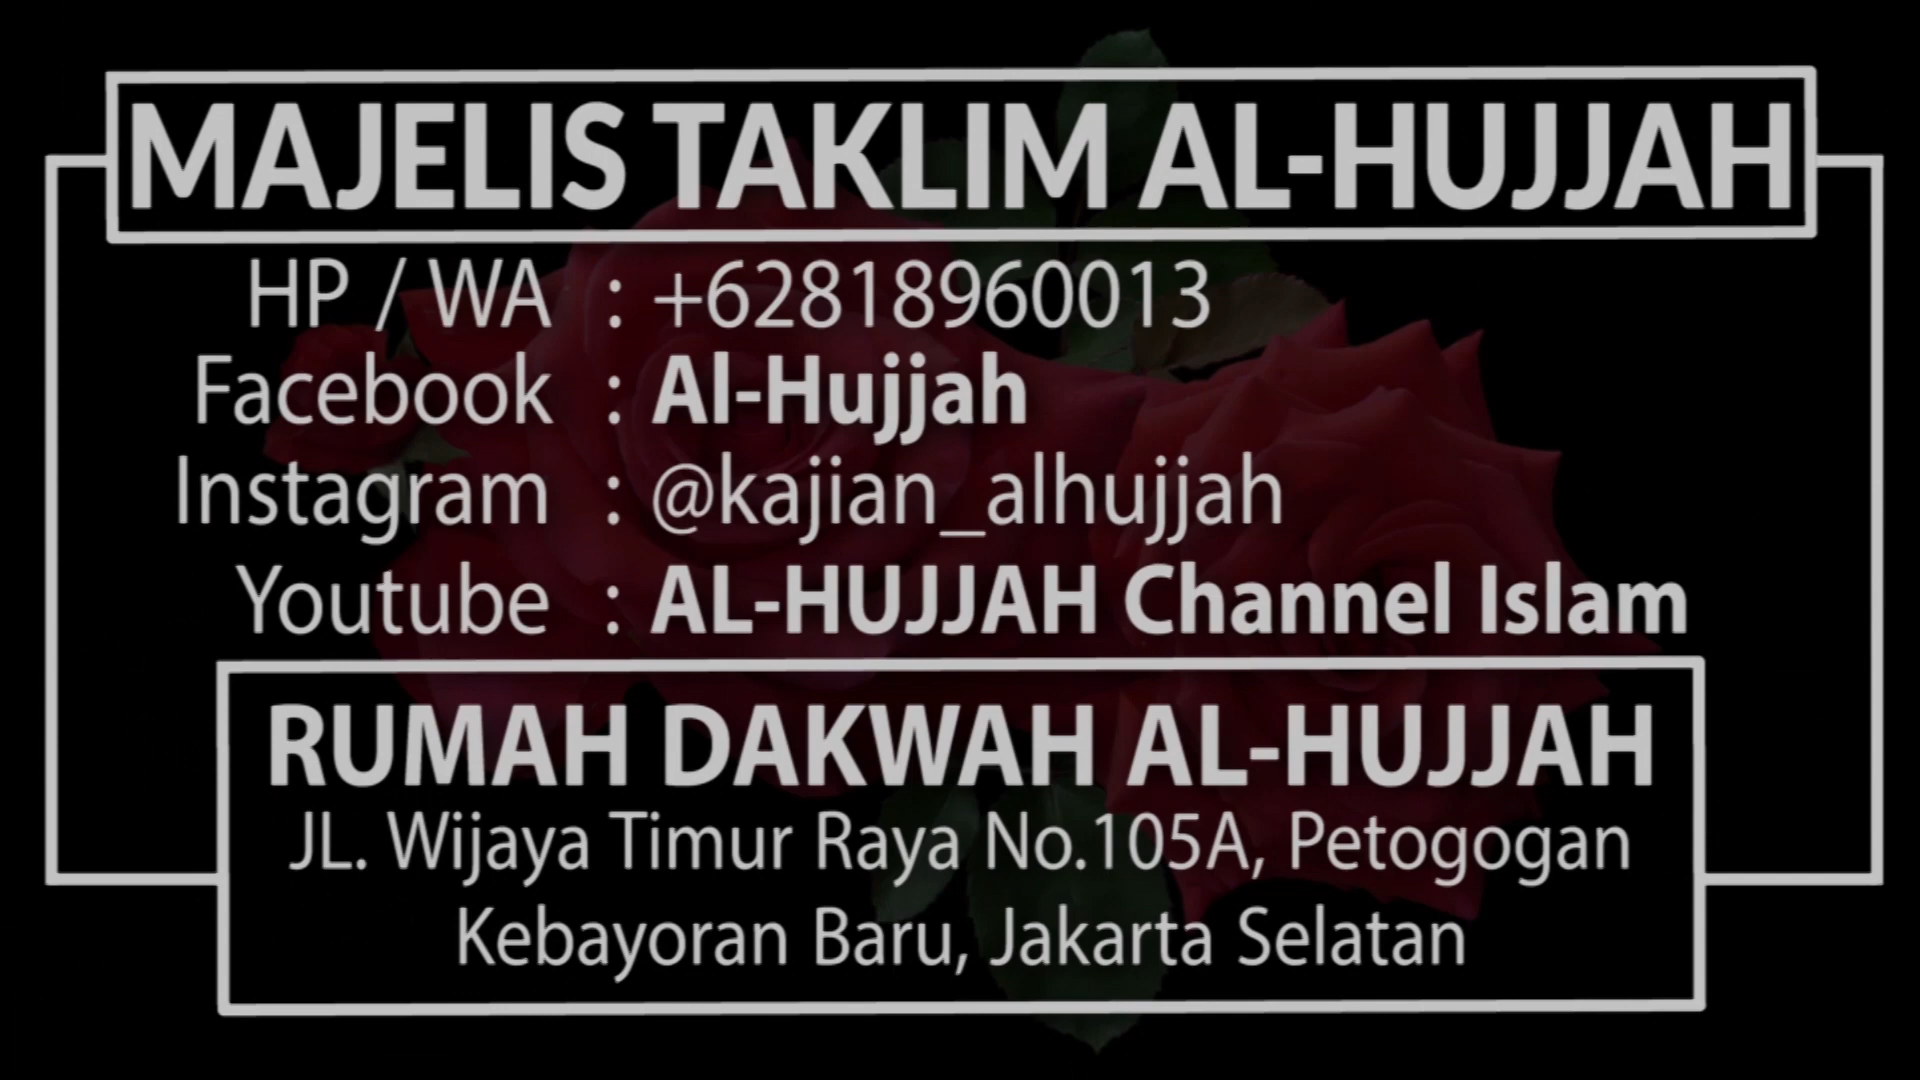 MAJELIS TAKLIM AL-HUJJAH
HP / WA : +62818960013
Facebook : Al-Hujjah
Instagram : @kajian_alhujjah
Youtube : AL-HUJJAH Channel Islam
RUMAH DAKWAH AL-HUJJAH
JL. Wijaya Timur Raya No.105A, Petogogan
Kebayoran Baru, Jakarta Selatan